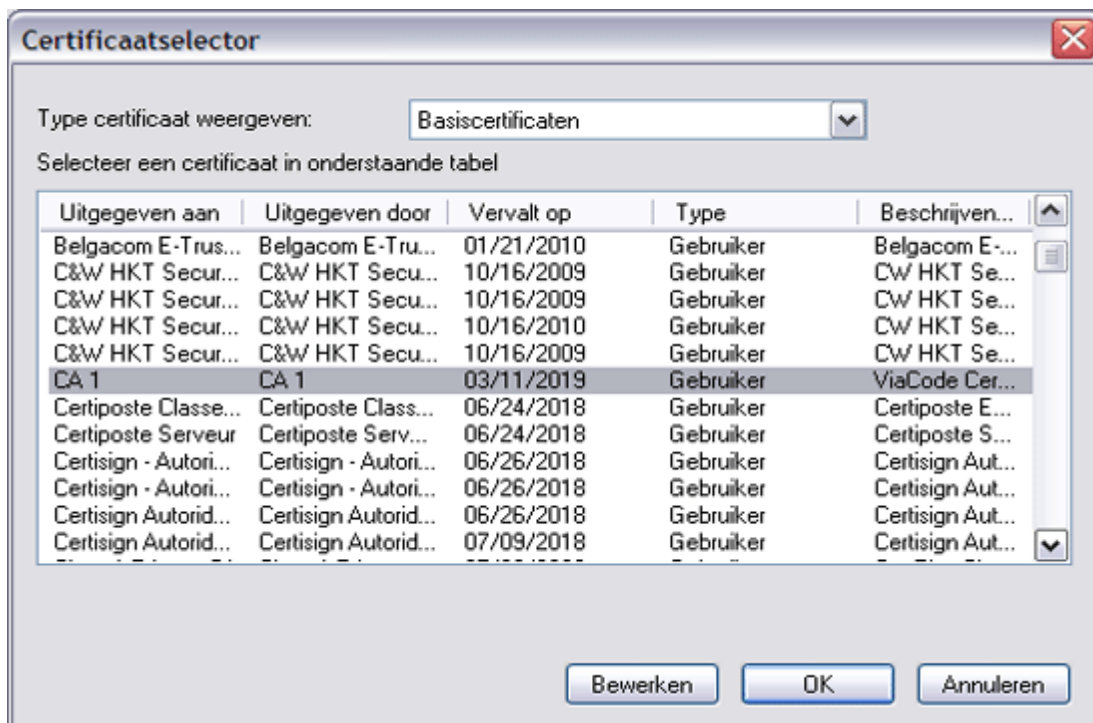 Certificaatselector
Type certificaat weergeven: Basiscertificaten
Selecteer een certificaat in onderstaande tabel
Uitgegeven aan Uitgegeven door Vervalt op Type Beschrijven...
Belgacom E-Trus... Belgacom E-Tru... 01/21/2010 Gebruiker Belgacom E-...
C&W HKT Secur... C&W HKT Secu... 10/16/2009 Gebruiker CW HKT Se...
C&W HKT Secur... C&W HKT Secu... 10/16/2009 Gebruiker CW HKT Se...
C&W HKT Secur... C&W HKT Secu... 10/16/2010 Gebruiker CW HKT Se...
C&W HKT Secur... C&W HKT Secu... 10/16/2009 Gebruiker CW HKT Se...
CA 1 CA 1 03/11/2019 Gebruiker ViaCode Cer...
Certiposte Classe... Certiposte Class... 06/24/2018 Gebruiker Certiposte E...
Certiposte Serveur Certiposte Serv... 06/24/2018 Gebruiker Certiposte S...
Certisign - Autori... Certisign - Autori... 06/26/2018 Gebruiker Certisign Aut...
Certisign - Autori... Certisign - Autori... 06/26/2018 Gebruiker Certisign Aut...
Certisign Autorid... Certisign Autorid... 06/26/2018 Gebruiker Certisign Aut...
Certisign Autorid... Certisign Autorid... 07/09/2018 Gebruiker Certisign Aut...
Bewerken OK Annuleren